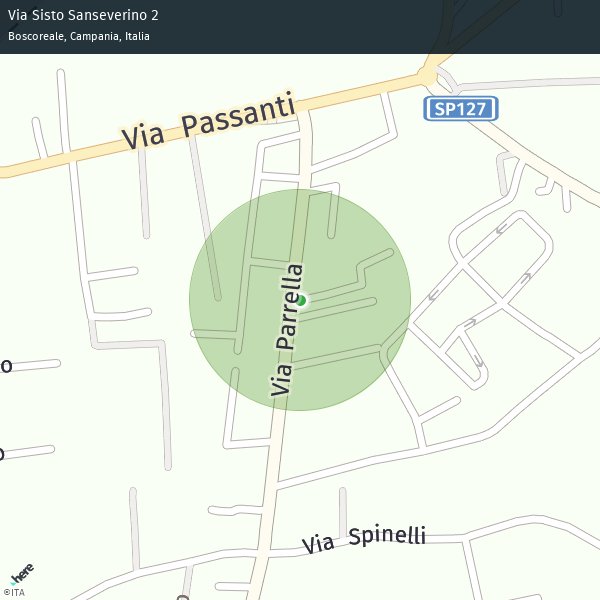 Via Sisto Sanseverino 2
Boscoreale, Campania, Italia
Via Passanti
SP127
Via Parrella
o
o
Via Spinelli
here
©ITA